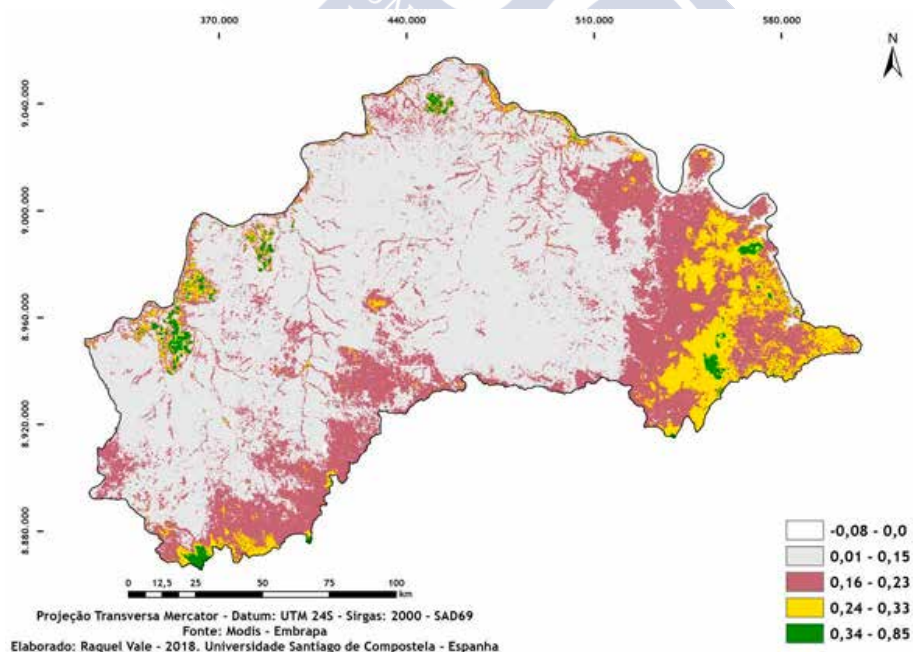 370.000 440.000 510.000 580.000
N
9.040.000
9.000.000
8.960.000
8.920.000
8.880.000
-0,08 - 0,0
0,01 - 0,15
0,16 - 0,23
0,24 - 0,33
0,34 - 0,85
0 12,5 25 50 75 100
km
Projeção Transversa Mercator - Datum: UTM 24S - Sirgas: 2000 - SAD69
Fonte: Modis - Embrapa
Elaborado: Raquel Vale - 2018. Universidade Santiago de Compostela - Espanha